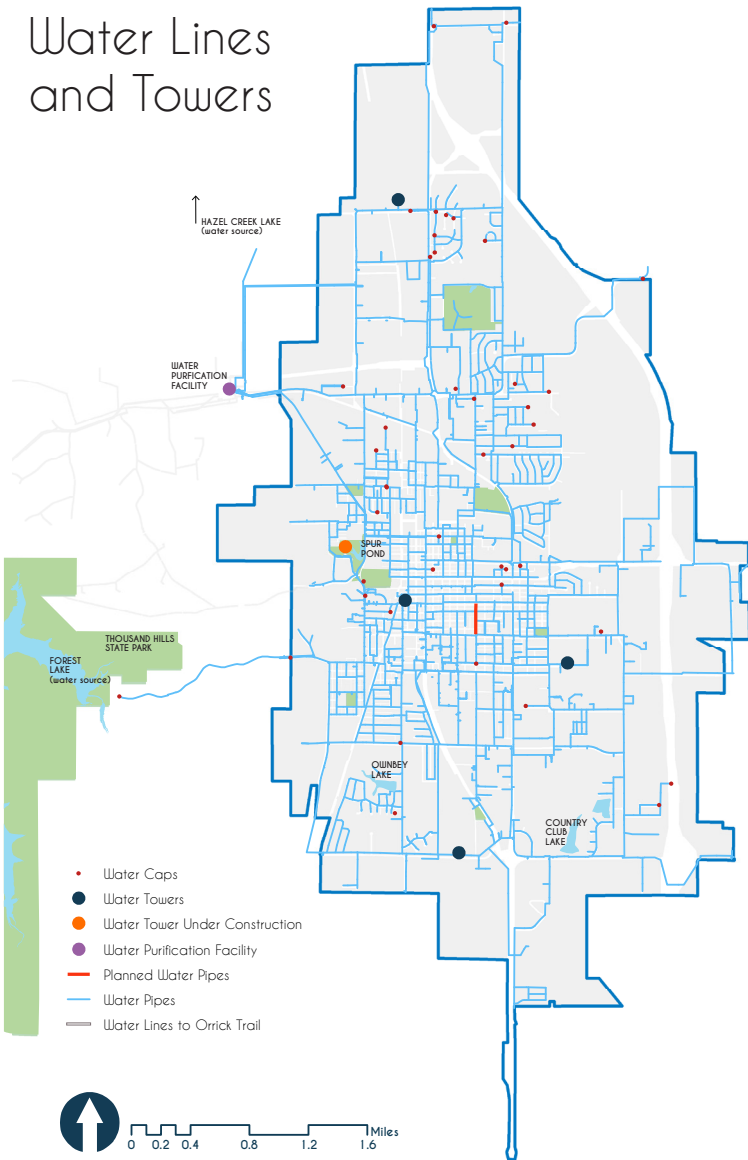 Water Lines
and Towers
HAZEL CREEK LAKE
(water source)
WATER
PURIFICATION
FACILITY
SPUR
POND
THOUSAND HILLS
STATE PARK
FOREST
LAKE
(water source)
OWNBEY
LAKE
COUNTRY
CLUB
LAKE
Water Caps
Water Towers
Water Tower Under Construction
Water Purification Facility
Planned Water Pipes
Water Pipes
Water Lines to Orrick Trail
Miles
0 0.2 0.4 0.8 1.2 1.6